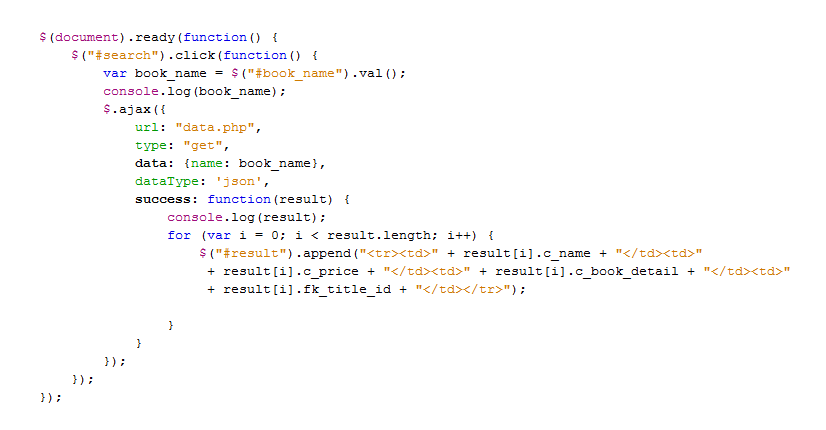 $(document).ready(function() {
    $("#search").click(function() {
        var book_name = $("#book_name").val();
        console.log(book_name);
        $.ajax({
            url: "data.php",
            type: "get",
            data: {name: book_name},
            dataType: 'json',
            success: function(result) {
                console.log(result);
                for (var i = 0; i < result.length; i++) {
                    $("#result").append("<tr><td>" + result[i].c_name + "</td><td>"
                     + result[i].c_price + "</td><td>" + result[i].c_book_detail + "</td><td>"
                     + result[i].fk_title_id + "</td></tr>");

                }
            }
        });
    });
});